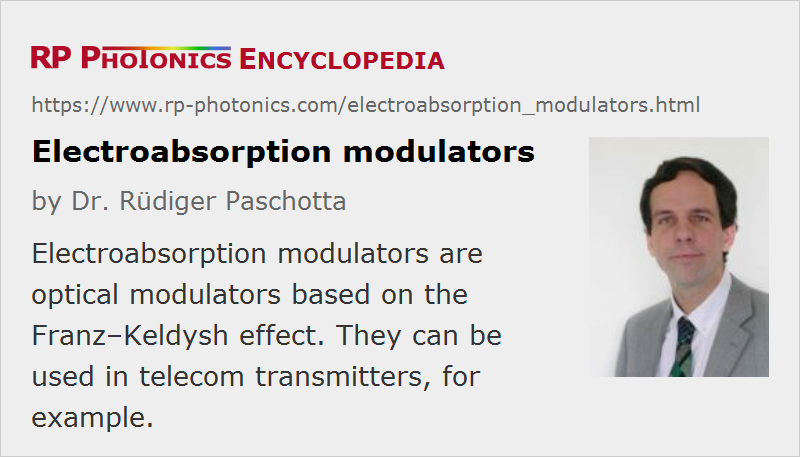 RP PHOTONICS ENCYCLOPEDIA
https://www.rp-photonics.com/electroabsorption_modulators.html
Electroabsorption modulators
by Dr. Rüdiger Paschotta
Electroabsorption modulators are
optical modulators based on the
Franz–Keldysh effect. They can be
used in telecom transmitters, for
example.